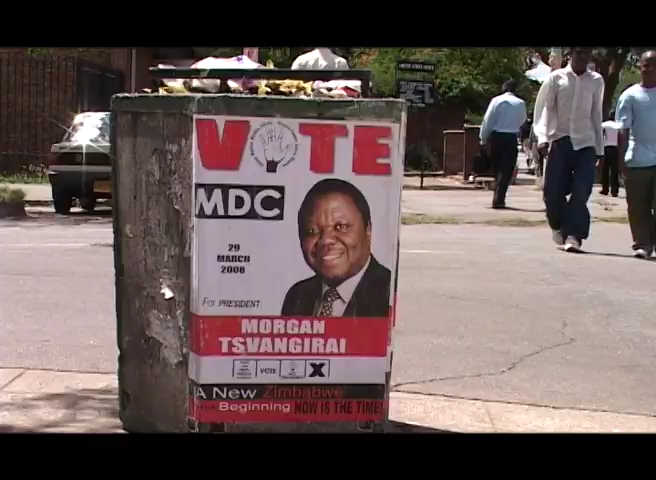 VOTE
MDC
29
MARCH
2008
For PRESIDENT
MORGAN
TSVANGIRAI
VOTE X
A New Zimbabwe
Beginning NOW IS THE TIME!